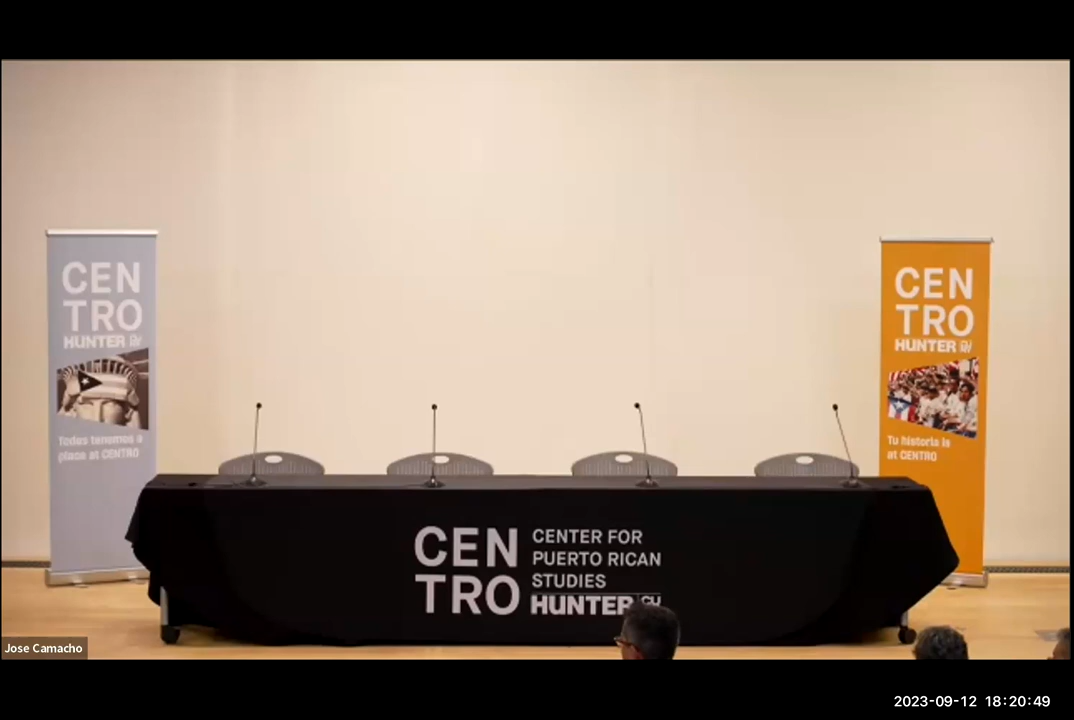 CEN
TRO
HUNTER
Todes tenemos a
place at CENTRO
CEN
TRO
HUNTER
Tu historia is
at CENTRO
CEN
TRO
CENTER FOR
PUERTO RICAN
STUDIES
HUNTER
Jose Camacho
2023-09-12 18:20:49